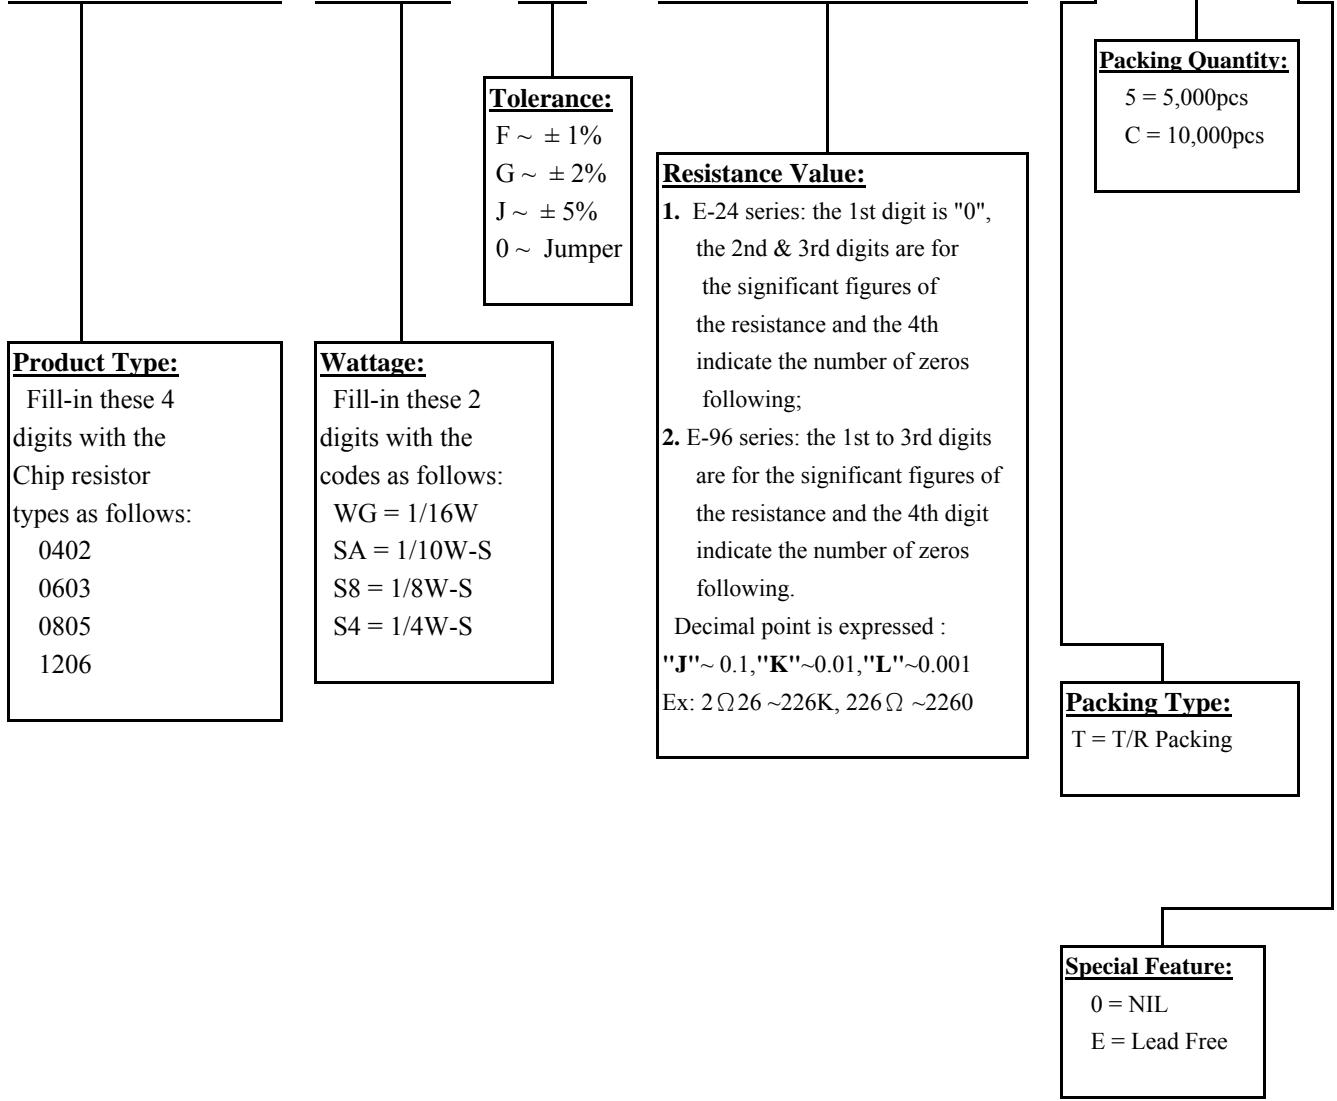 Packing Quantity:
5 = 5,000pcs
C = 10,000pcs
Tolerance:
F ~ ± 1%
G ~ ± 2%
J ~ ± 5%
0 ~ Jumper
Resistance Value:
1. E-24 series: the 1st digit is "0",
the 2nd & 3rd digits are for
the significant figures of
the resistance and the 4th
indicate the number of zeros
following;
2. E-96 series: the 1st to 3rd digits
are for the significant figures of
the resistance and the 4th digit
indicate the number of zeros
following.
Decimal point is expressed :
"J"~ 0.1,"K"~0.01,"L"~0.001
Ex: 2Ω26 ~226K, 226Ω ~2260
Product Type:
Fill-in these 4
digits with the
Chip resistor
types as follows:
0402
0603
0805
1206
Wattage:
Fill-in these 2
digits with the
codes as follows:
WG = 1/16W
SA = 1/10W-S
S8 = 1/8W-S
S4 = 1/4W-S
Packing Type:
T = T/R Packing
Special Feature:
0 = NIL
E = Lead Free